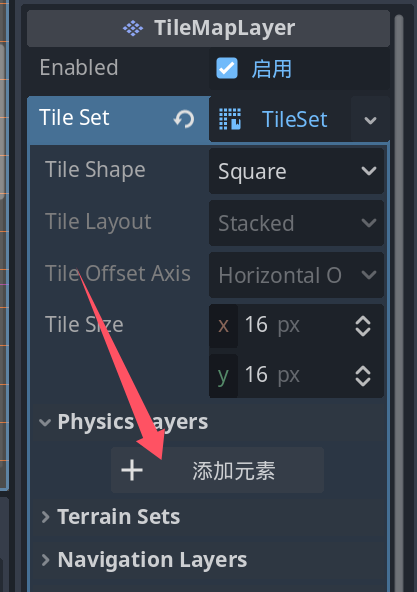 TileMapLayer
Enabled 启用
Tile Set TileSet
Tile Shape Square
Tile Layout Stacked
Tile Offset Axis Horizontal O
Tile Size x 16 px
y 16 px
Physics Layers
+ 添加元素
Terrain Sets
Navigation Layers